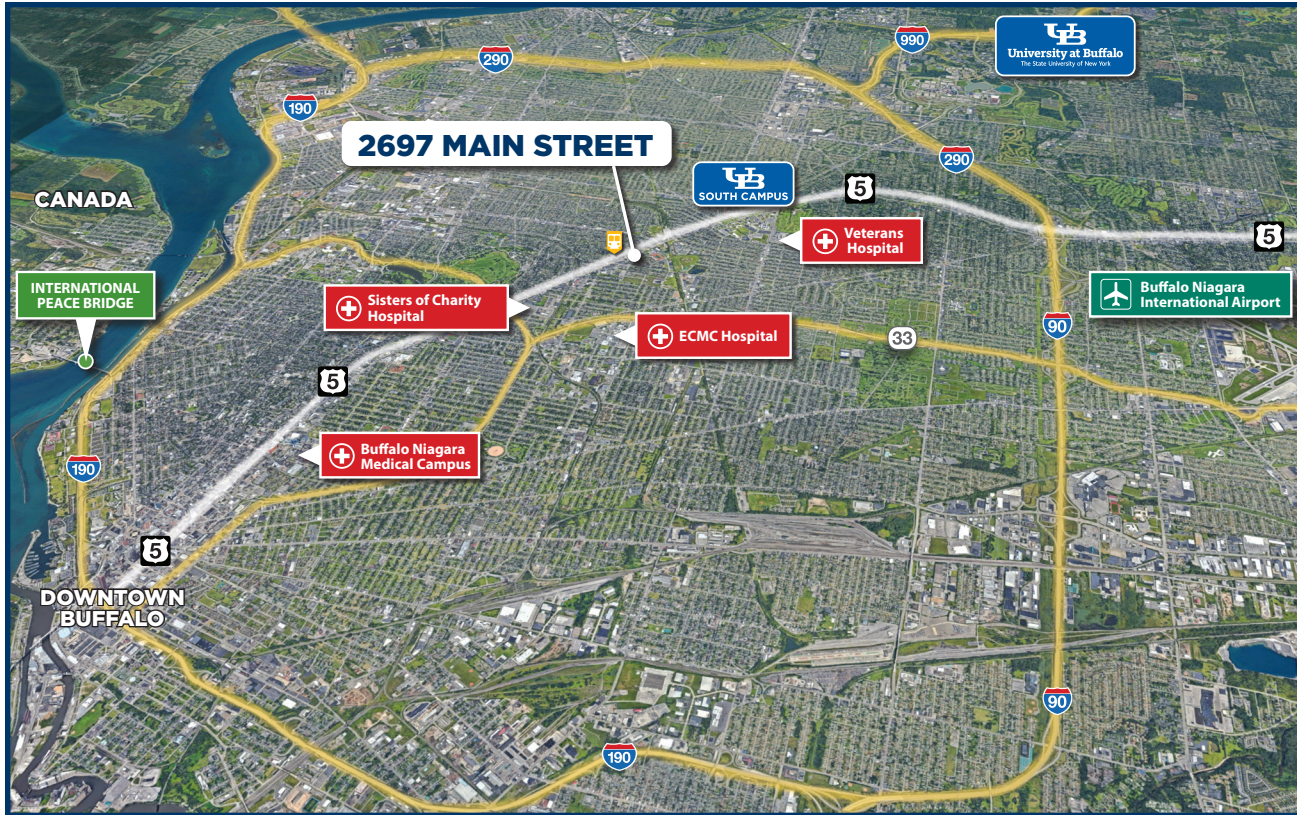 990
UB
University at Buffalo
The State University of New York
290
190
2697 MAIN STREET
290
UB
SOUTH CAMPUS
5
CANADA
Veterans
Hospital
5
INTERNATIONAL
PEACE BRIDGE
Sisters of Charity
Hospital
Buffalo Niagara
International Airport
ECMC Hospital
33
90
5
Buffalo Niagara
Medical Campus
190
5
DOWNTOWN
BUFFALO
90
190